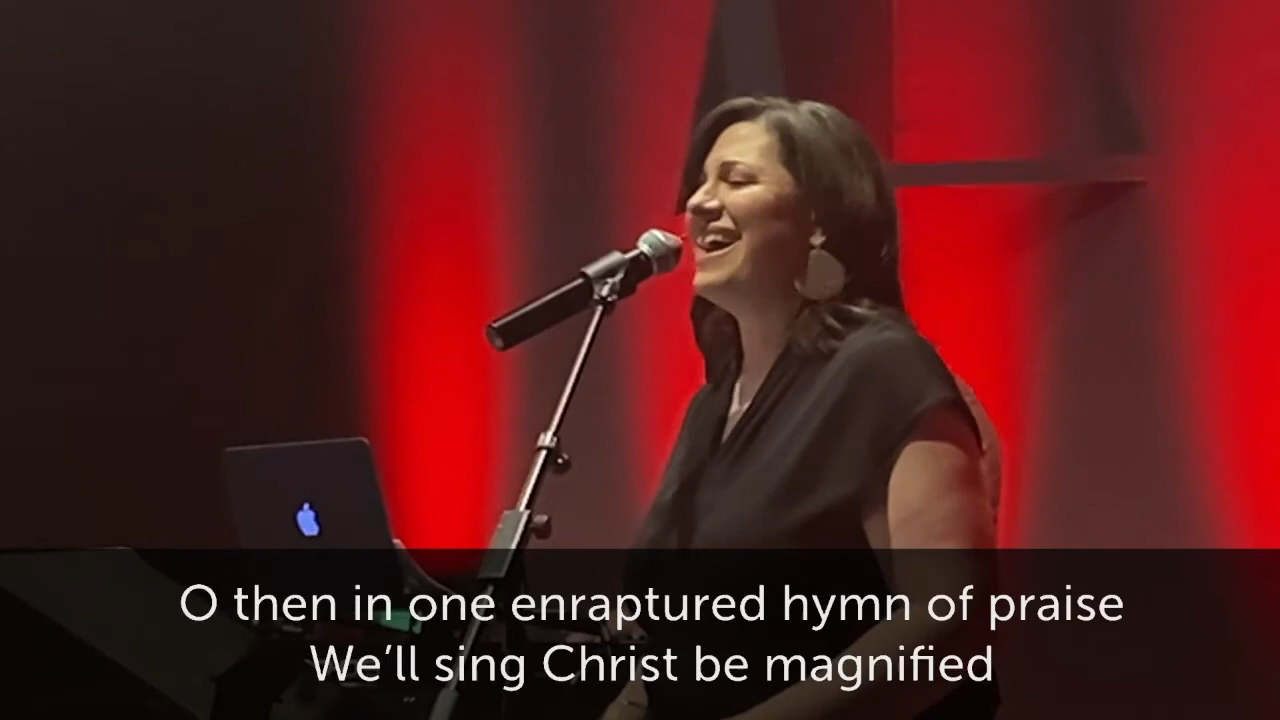 O then in one enraptured hymn of praise
We’ll sing Christ be magnified